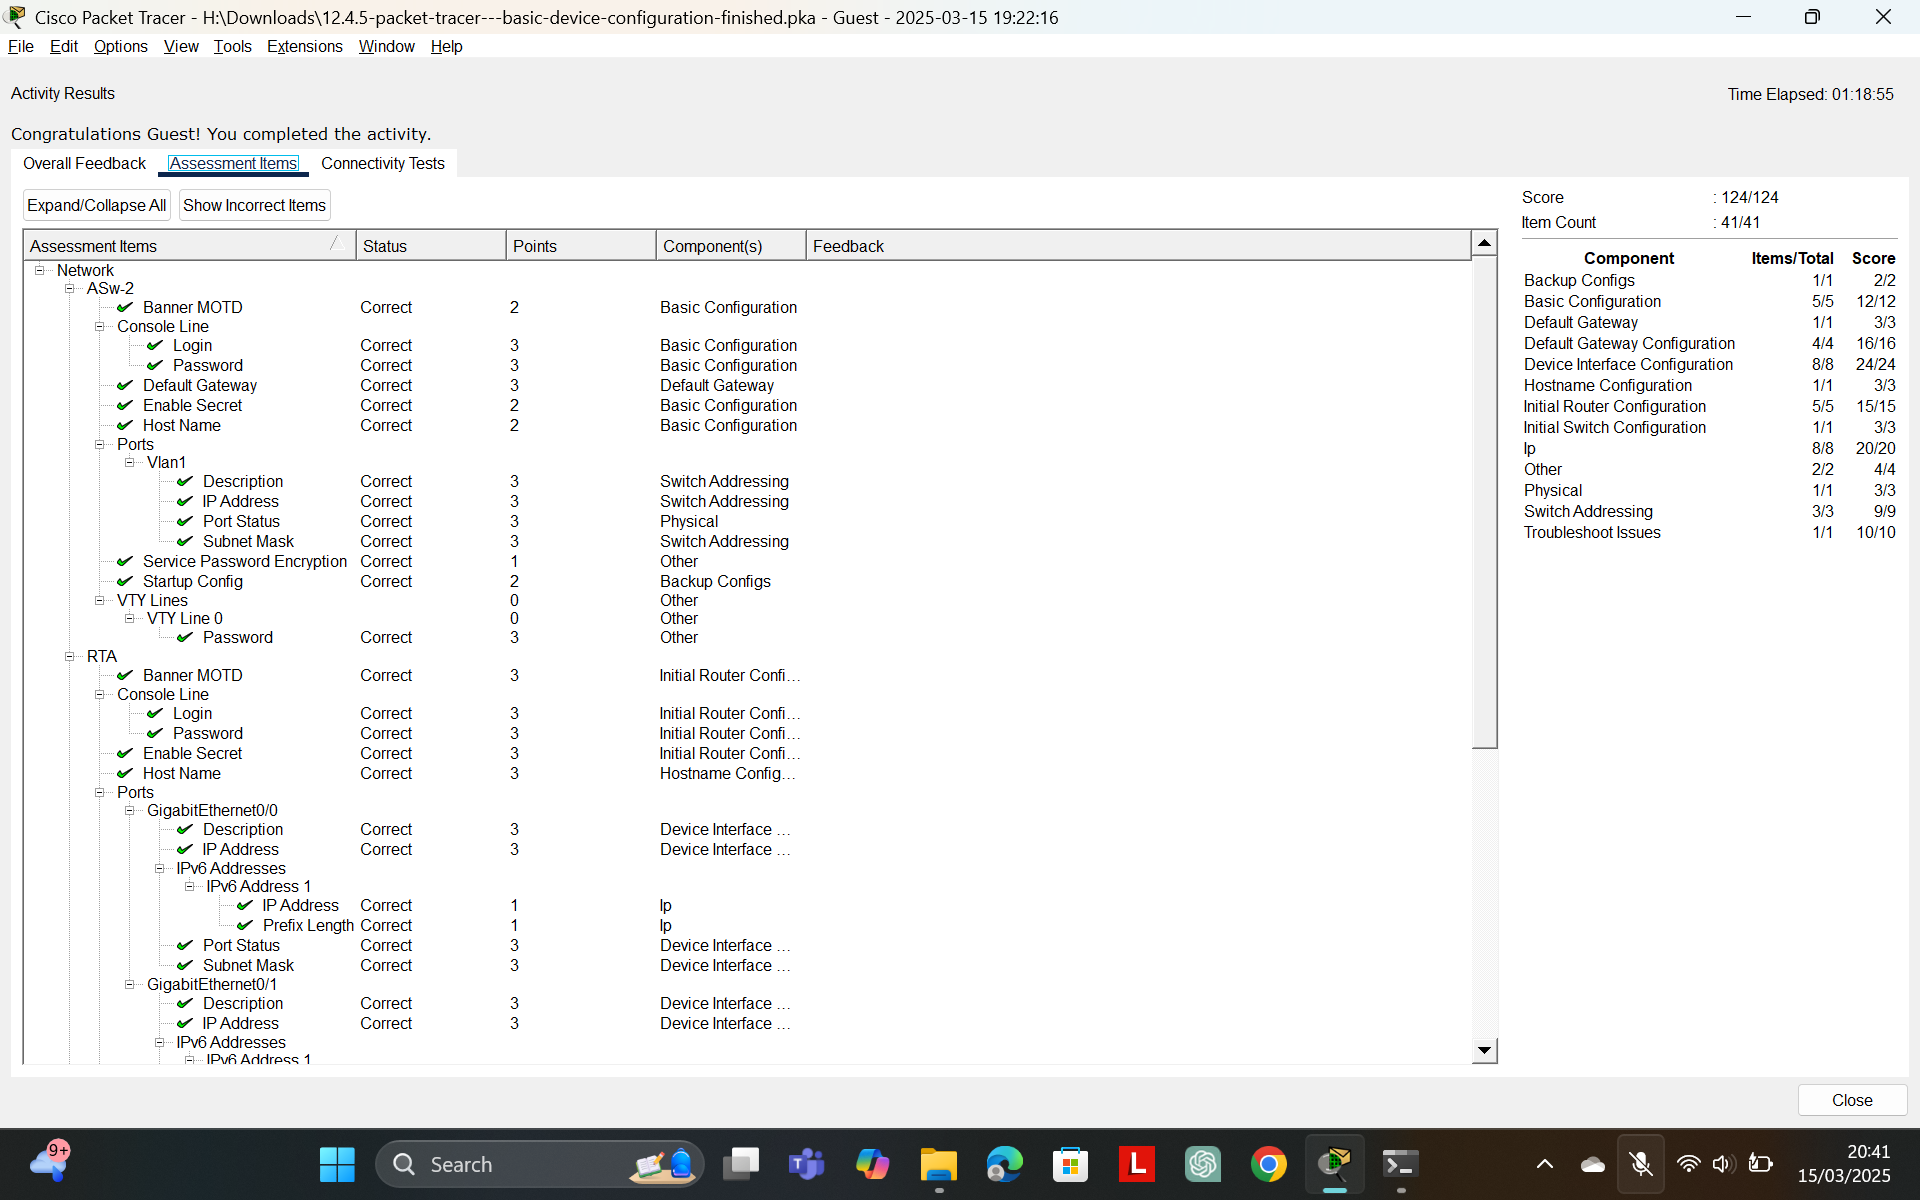 Cisco Packet Tracer - H:\Downloads\12.4.5-packet-tracer---basic-device-configuration-finished.pka - Guest - 2025-03-15 19:22:16
File Edit Options View Tools Extensions Window Help
Activity Results
Time Elapsed: 01:18:55
Congratulations Guest! You completed the activity.
Overall Feedback Assessment Items Connectivity Tests
Expand/Collapse All Show Incorrect Items
Assessment Items Status Points Component(s) Feedback
Network
ASw-2
Banner MOTD Correct 2 Basic Configuration
Console Line
Login Correct 3 Basic Configuration
Password Correct 3 Basic Configuration
Default Gateway Correct 3 Default Gateway
Enable Secret Correct 2 Basic Configuration
Host Name Correct 2 Basic Configuration
Ports
Vlan1
Description Correct 3 Switch Addressing
IP Address Correct 3 Switch Addressing
Port Status Correct 3 Physical
Subnet Mask Correct 3 Switch Addressing
Service Password Encryption Correct 1 Other
Startup Config Correct 2 Backup Configs
VTY Lines 0 Other
VTY Line 0 0 Other
Password Correct 3 Other
RTA
Banner MOTD Correct 3 Initial Router Confi...
Console Line
Login Correct 3 Initial Router Confi...
Password Correct 3 Initial Router Confi...
Enable Secret Correct 3 Initial Router Confi...
Host Name Correct 3 Hostname Config...
Ports
GigabitEthernet0/0
Description Correct 3 Device Interface ...
IP Address Correct 3 Device Interface ...
IPv6 Addresses
IPv6 Address 1
IP Address Correct 1 Ip
Prefix Length Correct 1 Ip
Port Status Correct 3 Device Interface ...
Subnet Mask Correct 3 Device Interface ...
GigabitEthernet0/1
Description Correct 3 Device Interface ...
IP Address Correct 3 Device Interface ...
IPv6 Addresses
IPv6 Address 1
Score : 124/124
Item Count : 41/41
Component Items/Total Score
Backup Configs 1/1 2/2
Basic Configuration 5/5 12/12
Default Gateway 1/1 3/3
Default Gateway Configuration 4/4 16/16
Device Interface Configuration 8/8 24/24
Hostname Configuration 1/1 3/3
Initial Router Configuration 5/5 15/15
Initial Switch Configuration 1/1 3/3
Ip 8/8 20/20
Other 2/2 4/4
Physical 1/1 3/3
Switch Addressing 3/3 9/9
Troubleshoot Issues 1/1 10/10
Close
9+
Search
L
20:41
15/03/2025